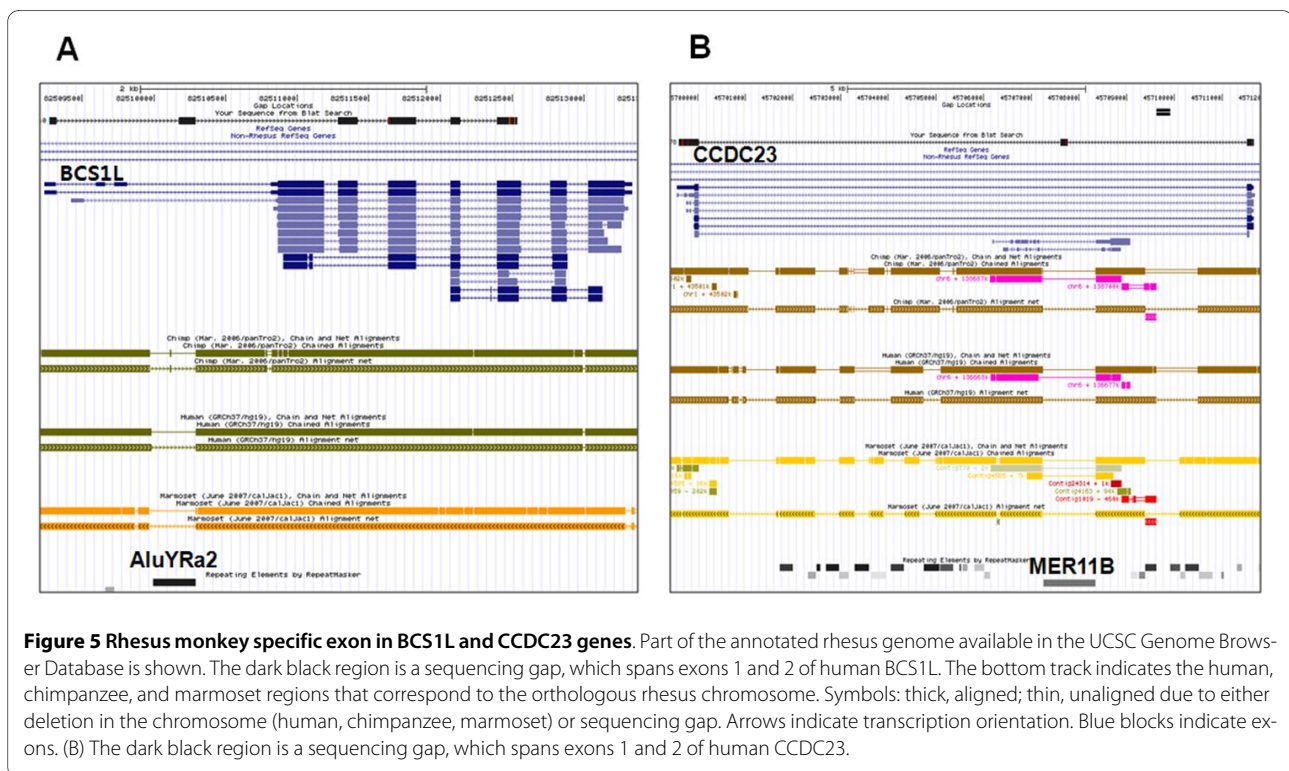 A
2 kb
82509500| 82510000| 82510500| 82511000| 82511500| 82512000| 82512500| 82513000|
Gap Locations
Your Sequence from Blat Search
RefSeq Genes
Non-Rhesus RefSeq Genes
BCS1L
Chimp (Mar. 2006/panTro2), Chain and Net Alignments
Chimp (Mar. 2006/panTro2) Chained Alignments
Chimp (Mar. 2006/panTro2) Alignment net
Human (GRCh37/hg19), Chain and Net Alignments
Human (GRCh37/hg19) Chained Alignments
Human (GRCh37/hg19) Alignment net
Marmoset (June 2007/calJac1), Chain and Net Alignments
Marmoset (June 2007/calJac1) Chained Alignments
Marmoset (June 2007/calJac1) Alignment net
AluYRa2
Repeating Elements by RepeatMasker
B
5 kb
45700000| 45701000| 45702000| 45703000| 45704000| 45705000| 45706000| 45707000| 45708000| 45709000| 45710000| 45711000|
Gap Locations
Your Sequence from Blat Search
CCDC23
RefSeq Genes
Non-Rhesus RefSeq Genes
Chimp (Mar. 2006/panTro2), Chain and Net Alignments
Chimp (Mar. 2006/panTro2) Chained Alignments
Chimp (Mar. 2006/panTro2) Alignment net
Human (GRCh37/hg19), Chain and Net Alignments
Human (GRCh37/hg19) Chained Alignments
Human (GRCh37/hg19) Alignment net
Marmoset (June 2007/calJac1), Chain and Net Alignments
Marmoset (June 2007/calJac1) Chained Alignments
Marmoset (June 2007/calJac1) Alignment net
Repeating Elements by RepeatMasker
MER11B
Figure 5 Rhesus monkey specific exon in BCS1L and CCDC23 genes. Part of the annotated rhesus genome available in the UCSC Genome Brows-
er Database is shown. The dark black region is a sequencing gap, which spans exons 1 and 2 of human BCS1L. The bottom track indicates the human,
chimpanzee, and marmoset regions that correspond to the orthologous rhesus chromosome. Symbols: thick, aligned; thin, unaligned due to either
deletion in the chromosome (human, chimpanzee, marmoset) or sequencing gap. Arrows indicate transcription orientation. Blue blocks indicate ex-
ons. (B) The dark black region is a sequencing gap, which spans exons 1 and 2 of human CCDC23.